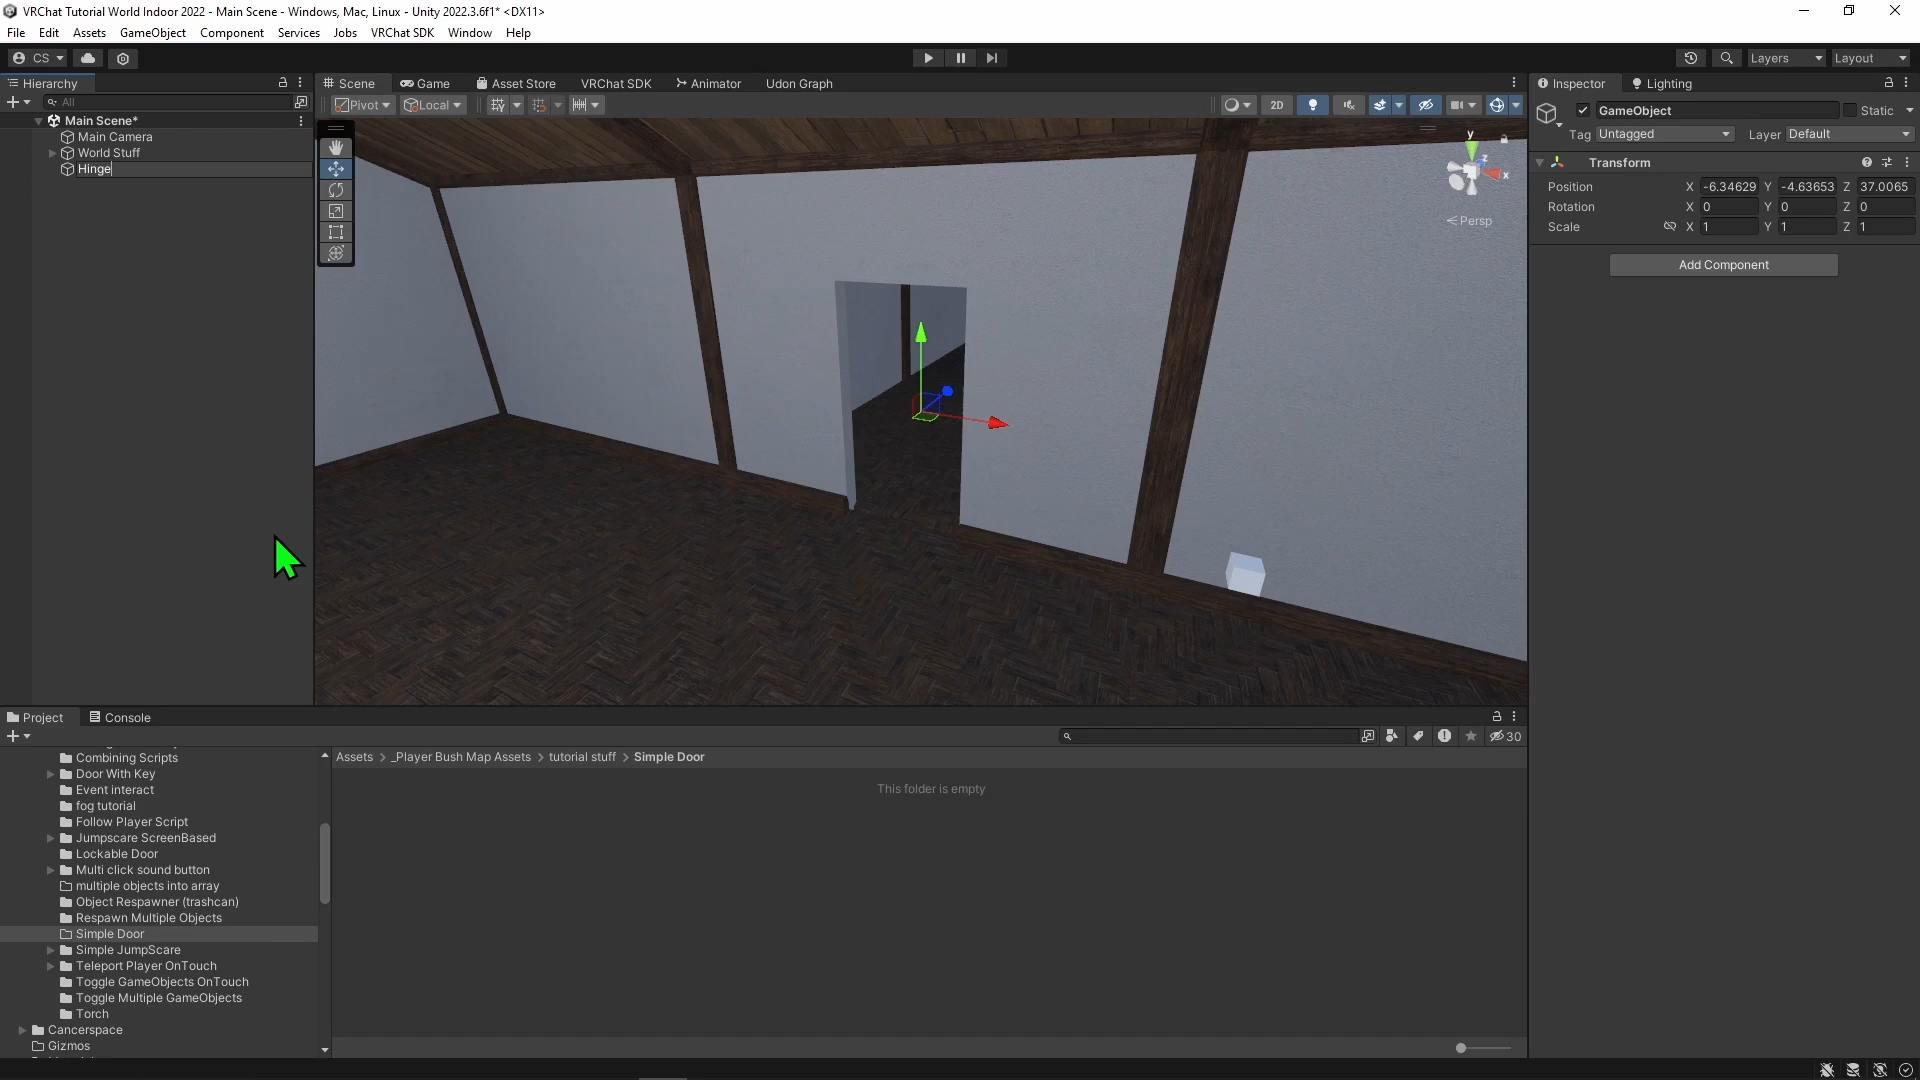 VRChat Tutorial World Indoor 2022 - Main Scene - Windows, Mac, Linux - Unity 2022.3.6f1* <DX11>
File Edit Assets GameObject Component Services Jobs VRChat SDK Window Help
CS Layers Layout
Hierarchy
All
Main Scene*
Main Camera
World Stuff
Hinge
Scene Game Asset Store VRChat SDK Animator Udon Graph
Pivot Local 2D
y
z
x
Persp
Inspector Lighting
GameObject Static
Tag Untagged Layer Default
Transform
Position X -6.34629 Y -4.63653 Z 37.0065
Rotation X 0 Y 0 Z 0
Scale X 1 Y 1 Z 1
Add Component
Project Console
30
Combining Scripts
Door With Key
Event interact
fog tutorial
Follow Player Script
Jumpscare ScreenBased
Lockable Door
Multi click sound button
multiple objects into array
Object Respawner (trashcan)
Respawn Multiple Objects
Simple Door
Simple JumpScare
Teleport Player OnTouch
Toggle GameObjects OnTouch
Toggle Multiple GameObjects
Torch
Cancerspace
Gizmos
Assets > _Player Bush Map Assets > tutorial stuff > Simple Door
This folder is empty